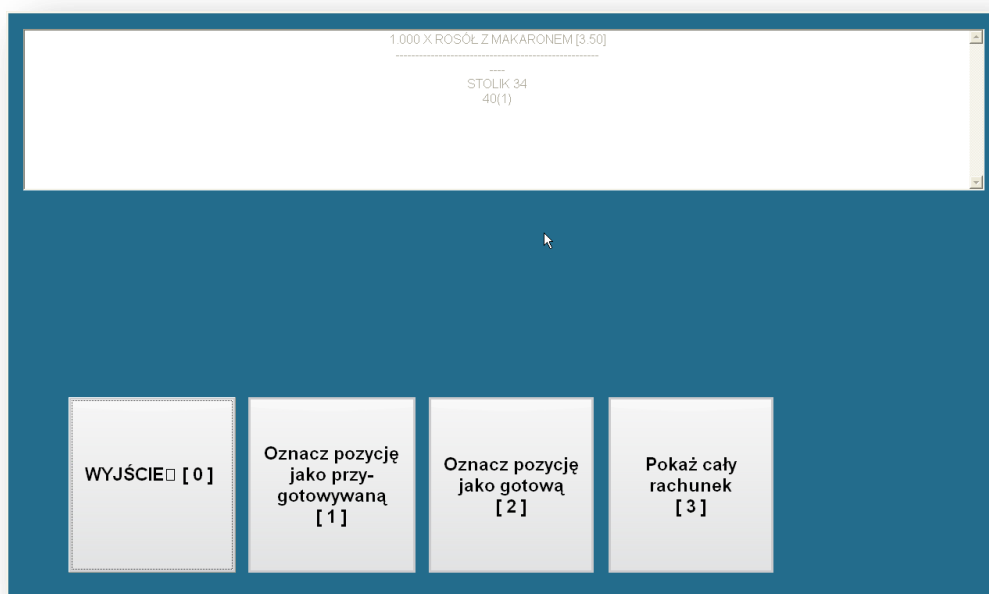 1.000 X ROSÓŁ Z MAKARONEM [3.50]
----------------------------------------------------
----
STOLIK 34
40(1)
WYJŚCIE□ [ 0 ]
Oznacz pozycję
jako przy-
gotowywaną
[ 1 ]
Oznacz pozycję
jako gotową
[ 2 ]
Pokaż cały
rachunek
[ 3 ]